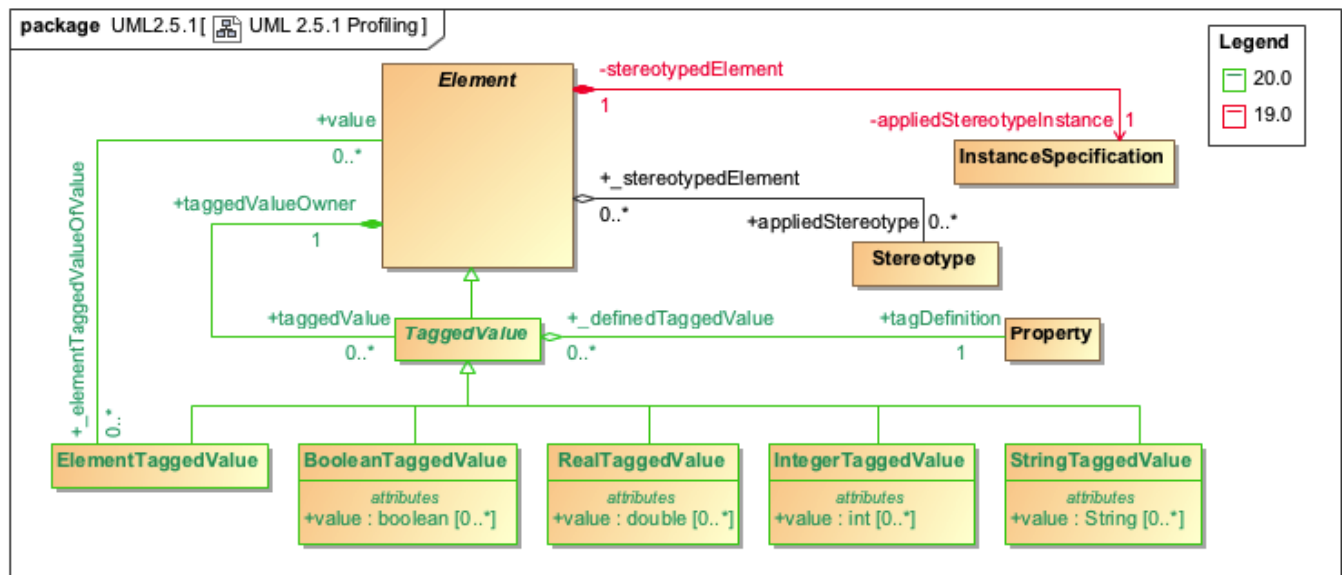 package UML2.5.1[ UML 2.5.1 Profiling ]
Legend
20.0
19.0
Element
-stereotypedElement
1
-appliedStereotypeInstance
1
InstanceSpecification
+value
0..*
+_stereotypedElement
0..*
+appliedStereotype
0..*
Stereotype
+taggedValueOwner
1
+_elementTaggedValueOfValue
0..*
+taggedValue
0..*
TaggedValue
+_definedTaggedValue
0..*
+tagDefinition
1
Property
ElementTaggedValue
BooleanTaggedValue
attributes
+value : boolean [0..*]
RealTaggedValue
attributes
+value : double [0..*]
IntegerTaggedValue
attributes
+value : int [0..*]
StringTaggedValue
attributes
+value : String [0..*]